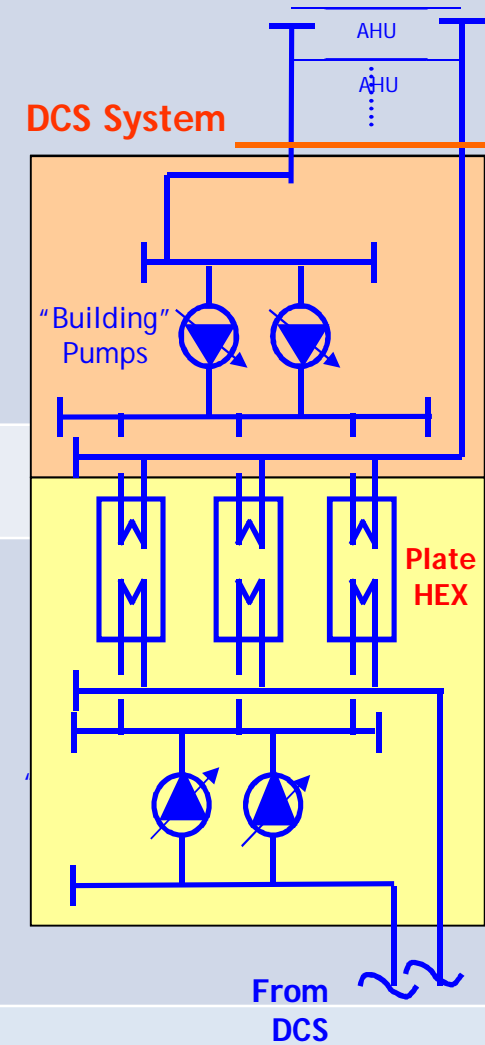 AHU
AHU
DCS System
“Building”
Pumps
Plate
HEX
“
From
DCS